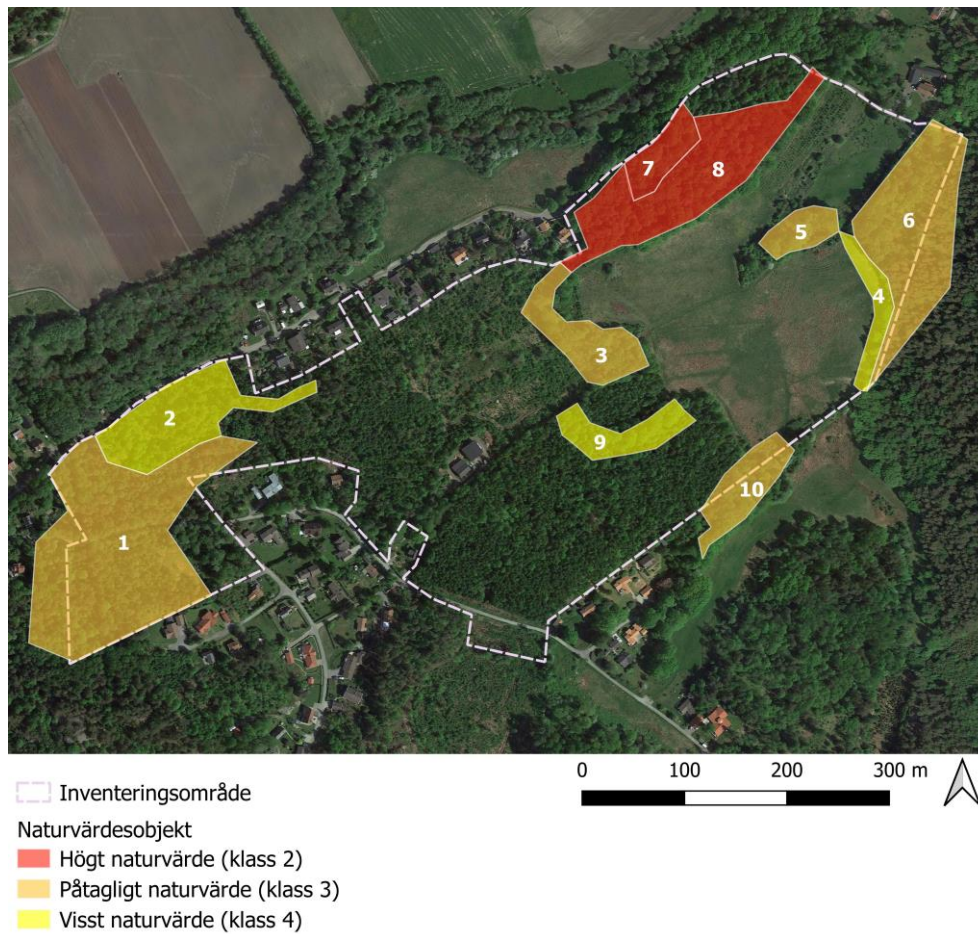 7
8
6
5
4
3
2
9
10
1
0 100 200 300 m
Inventeringsområde
Naturvärdesobjekt
Högt naturvärde (klass 2)
Påtagligt naturvärde (klass 3)
Visst naturvärde (klass 4)